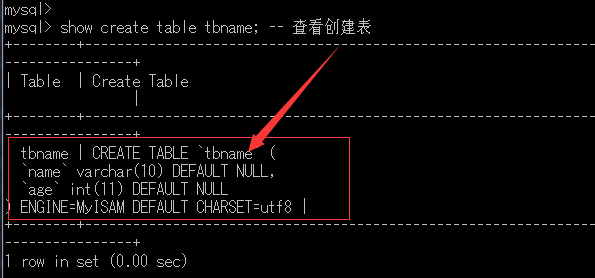 mysql>
mysql> show create table tbname; -- 查看创建表
+--------+--------------------------------------------------
---------------+
| Table  | Create Table
               |
+--------+--------------------------------------------------
---------------+
tbname | CREATE TABLE `tbname` (
`name` varchar(10) DEFAULT NULL,
`age` int(11) DEFAULT NULL
) ENGINE=MyISAM DEFAULT CHARSET=utf8 |
+--------+--------------------------------------------------
---------------+
1 row in set (0.00 sec)